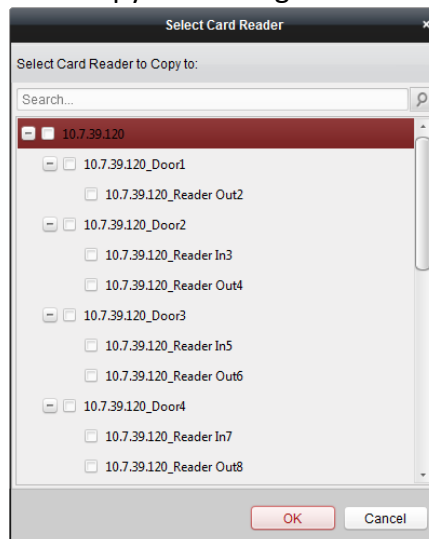 Select Card Reader
Select Card Reader to Copy to:
Search...
10.7.39.120
10.7.39.120_Door1
10.7.39.120_Reader Out2
10.7.39.120_Door2
10.7.39.120_Reader In3
10.7.39.120_Reader Out4
10.7.39.120_Door3
10.7.39.120_Reader In5
10.7.39.120_Reader Out6
10.7.39.120_Door4
10.7.39.120_Reader In7
10.7.39.120_Reader Out8
OK Cancel